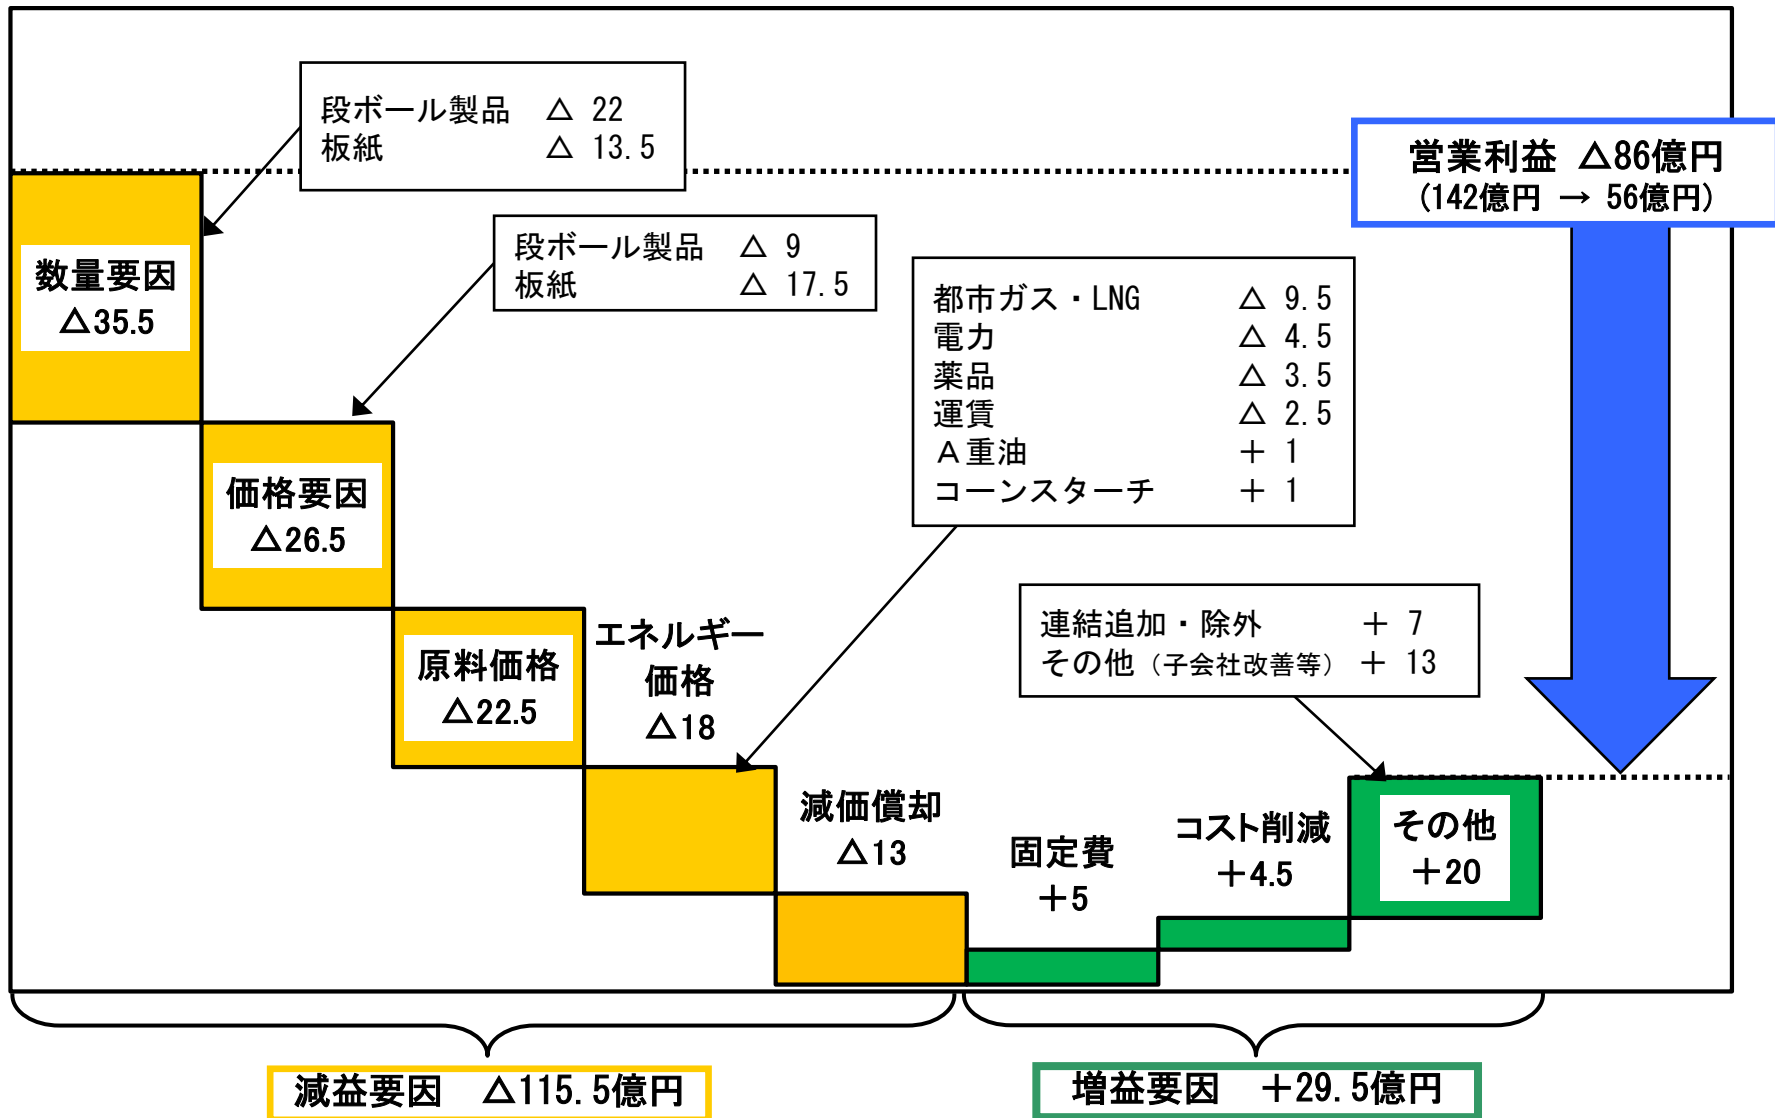 段ボール製品 △ 22
板紙 △ 13.5
営業利益 △86億円
(142億円 → 56億円)
段ボール製品 △ 9
板紙 △ 17.5
数量要因
△35.5
都市ガス・LNG △ 9.5
電力 △ 4.5
薬品 △ 3.5
運賃 △ 2.5
A重油 + 1
コーンスターチ + 1
価格要因
△26.5
原料価格
△22.5
エネルギー
価格
△18
連結追加・除外 + 7
その他(子会社改善等) + 13
減価償却
△13
固定費
+5
コスト削減
+4.5
その他
+20
減益要因 △115.5億円
増益要因 +29.5億円